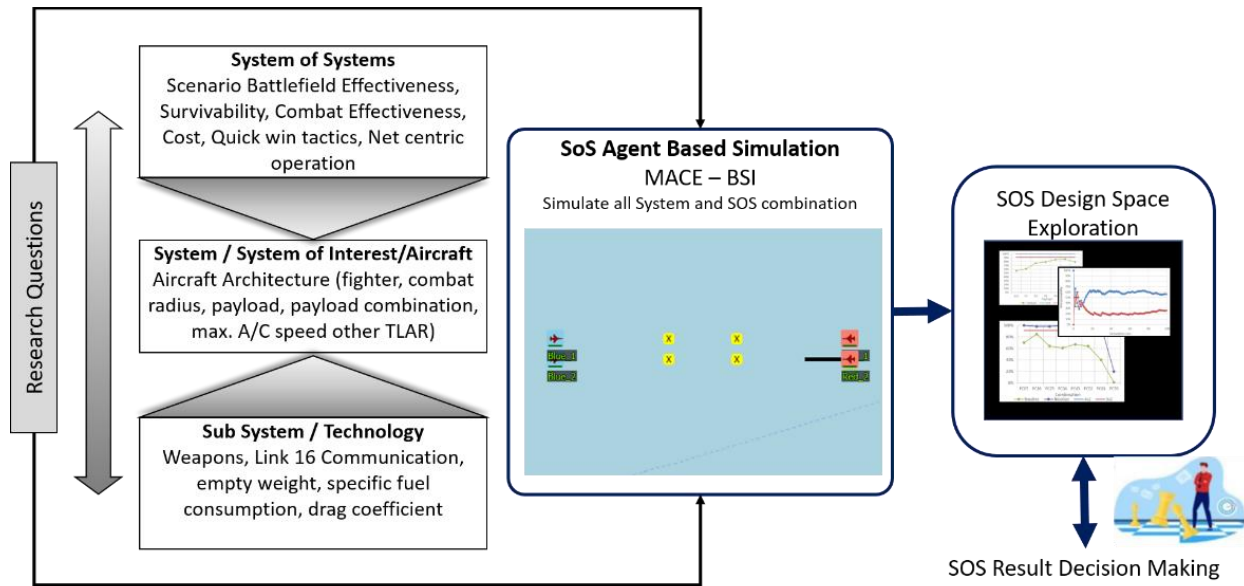 Research Questions
System of Systems
Scenario Battlefield Effectiveness,
Survivability, Combat Effectiveness,
Cost, Quick win tactics, Net centric
operation
System / System of Interest/Aircraft
Aircraft Architecture (fighter, combat
radius, payload, payload combination,
max. A/C speed other TLAR)
Sub System / Technology
Weapons, Link 16 Communication,
empty weight, specific fuel
consumption, drag coefficient
SoS Agent Based Simulation
MACE – BSI
Simulate all System and SOS combination
X
X
Blue_1
X
X
Blue_2
Red_2
SOS Design Space
Exploration
SOS Result Decision Making